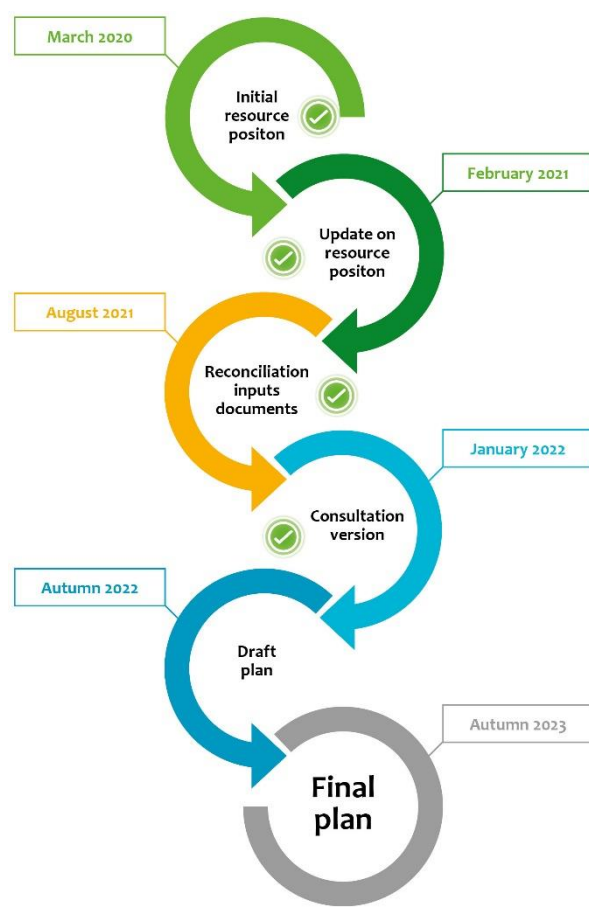 March 2020
Initial
resource
positon
February 2021
Update on
resource
positon
August 2021
Reconciliation
inputs
documents
January 2022
Consultation
version
Autumn 2022
Draft
plan
Autumn 2023
Final
plan